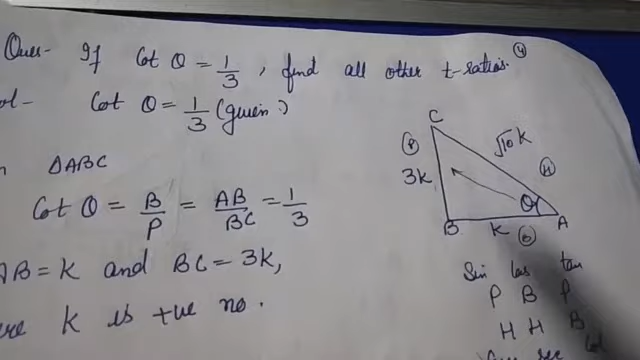 Ques- If Cot θ = 1/3, find all other t-ratios. (4)
Cot θ = 1/3 (given)
ΔABC
Cot θ = B/P = AB/BC = 1/3
AB = K and BC = 3K,
K is +ve no.
C
(P) √10 K
3K (H)
θ
B K A
(B)
Sin Cos tan
P B P
H H B